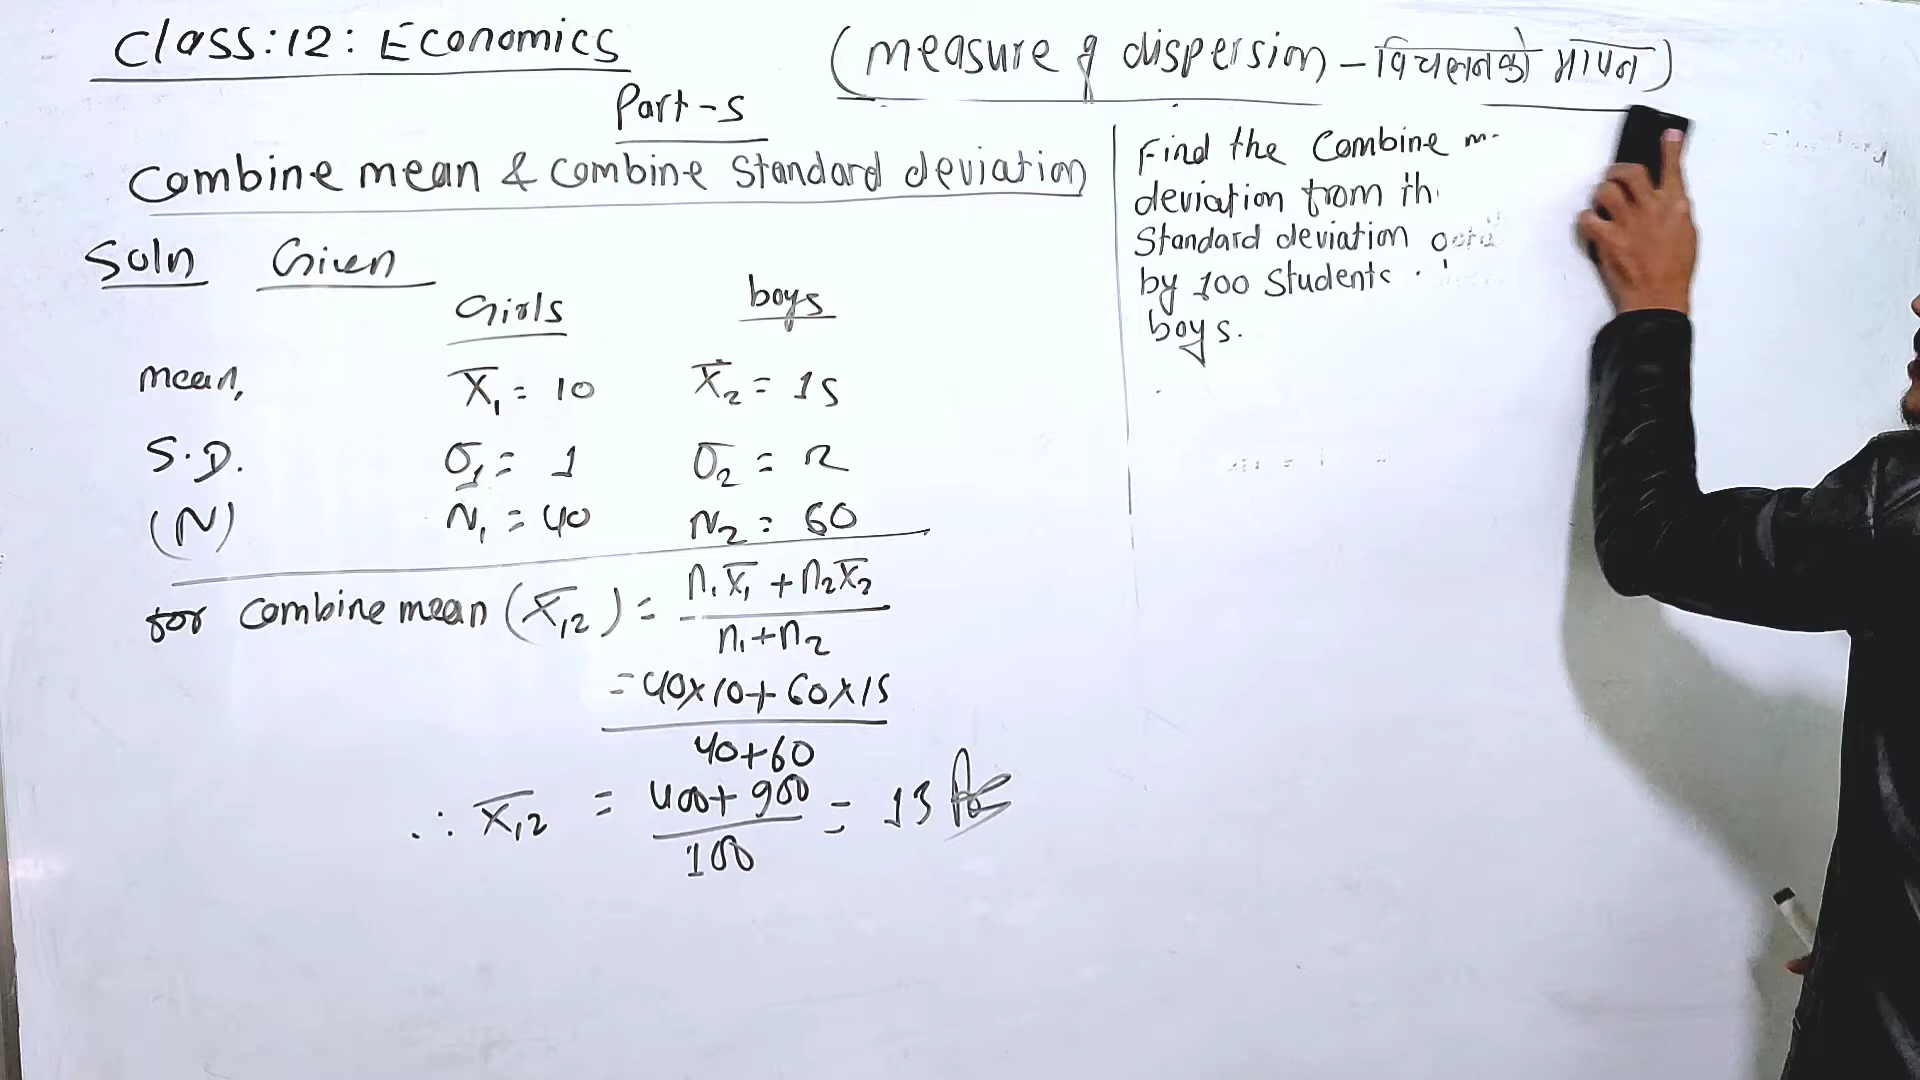 Class:12: Economics
(measure of dispersion - विचलनको मापन)
Part-5
Combine mean & combine Standard deviation
Soln Given
Girls boys
mean, X̄₁ = 10 X̄₂ = 15
S.D. σ₁ = 1 σ₂ = 2
(N) N₁ = 40 N₂ = 60
for combine mean (X̄₁₂) = n₁X̄₁ + n₂X̄₂
n₁+n₂
= 40×10+60×15
40+60
∴ X̄₁₂ = 400+900 = 13
100
Find the Combine
deviation from
Standard deviation
by 100 Students
boys.